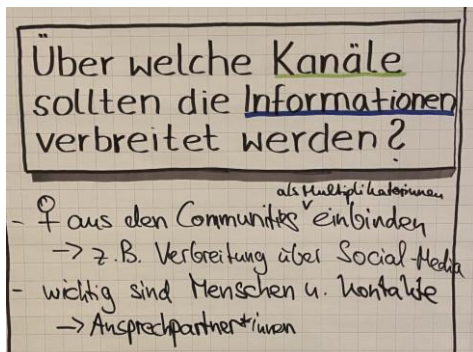 Über welche Kanäle
sollten die Informationen
verbreitet werden?
als Multiplikatorinnen
- ♀ aus den Communitys einbinden
→ z.B. Verbreitung über Social-Media
- wichtig sind Menschen u. Kontakte
→ Ansprechpartner*innen